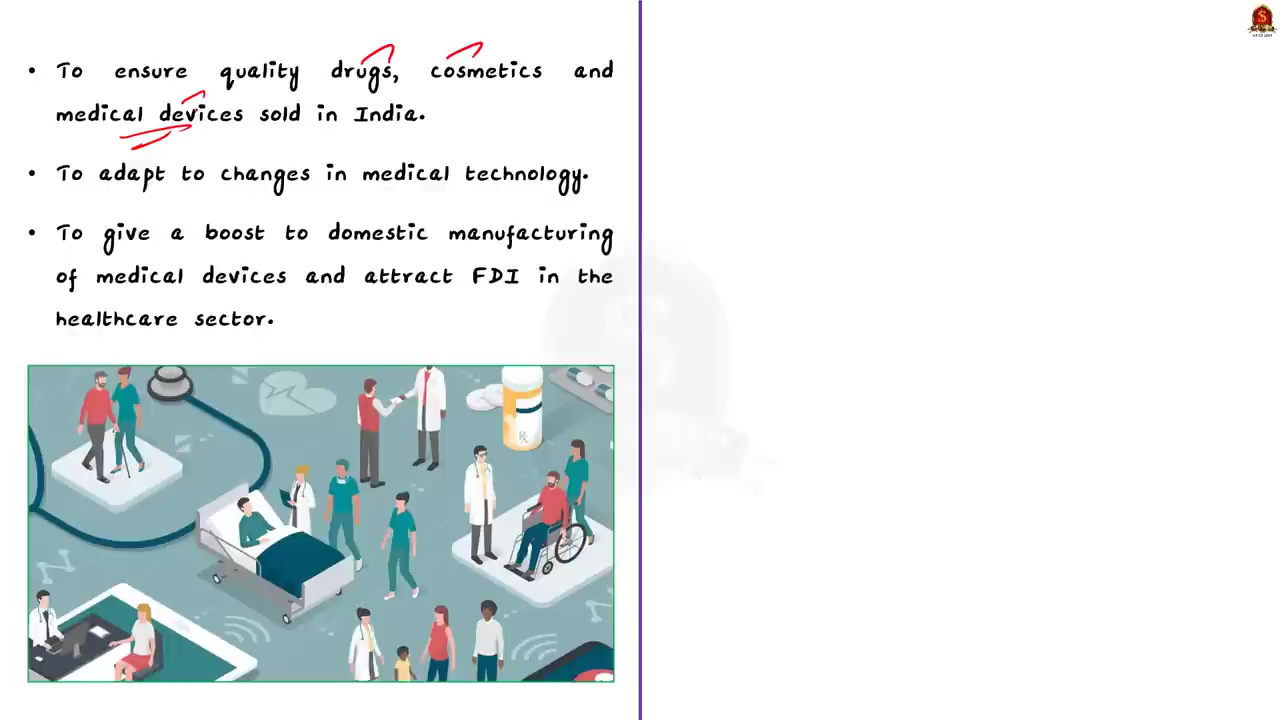 • To ensure quality drugs, cosmetics and
medical devices sold in India.
• To adapt to changes in medical technology.
• To give a boost to domestic manufacturing
of medical devices and attract FDI in the
healthcare sector.
Rx